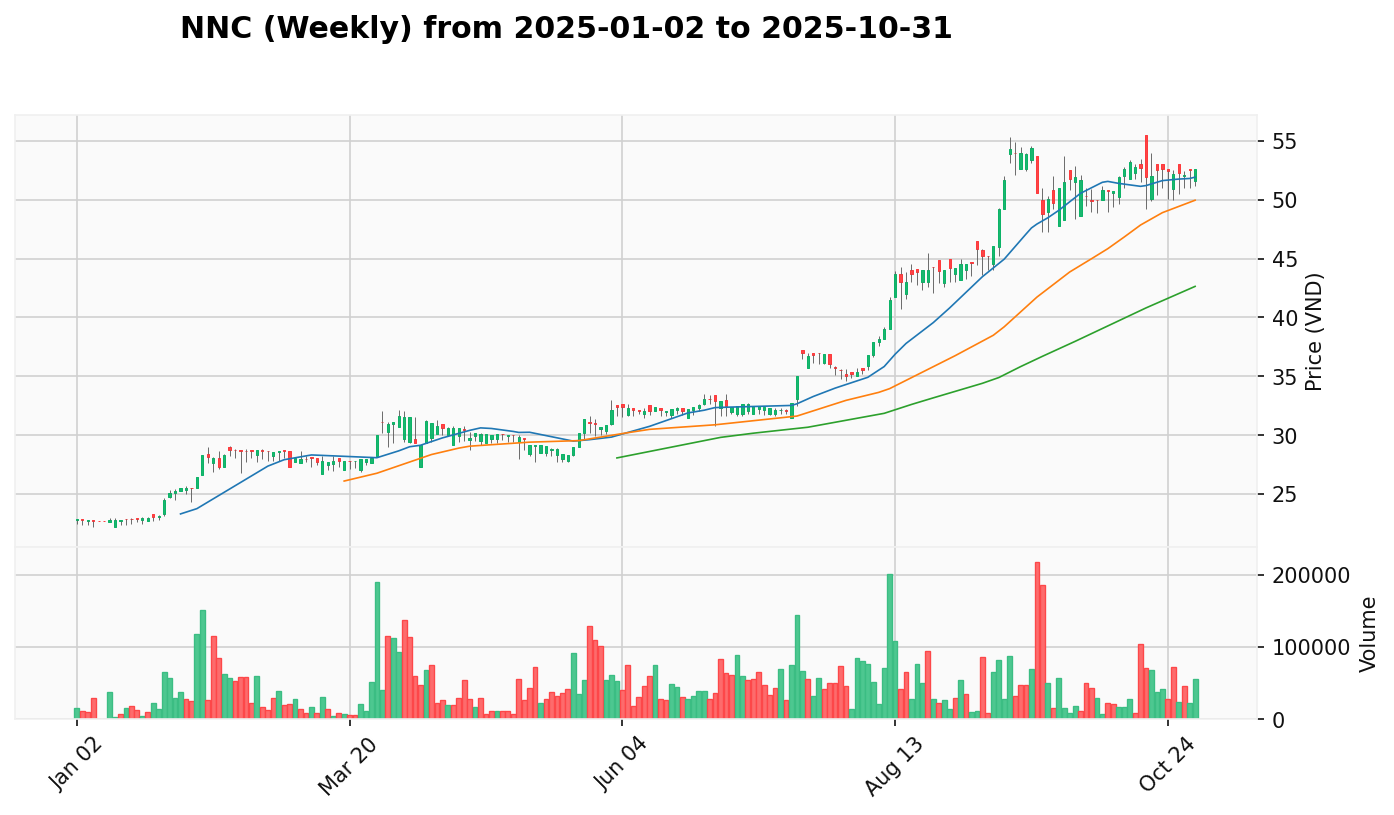 NNC (Weekly) from 2025-01-02 to 2025-10-31
55
50
45
40
35
30
25
Price (VND)
200000
100000
0
Volume
Jan 02
Mar 20
Jun 04
Aug 13
Oct 24